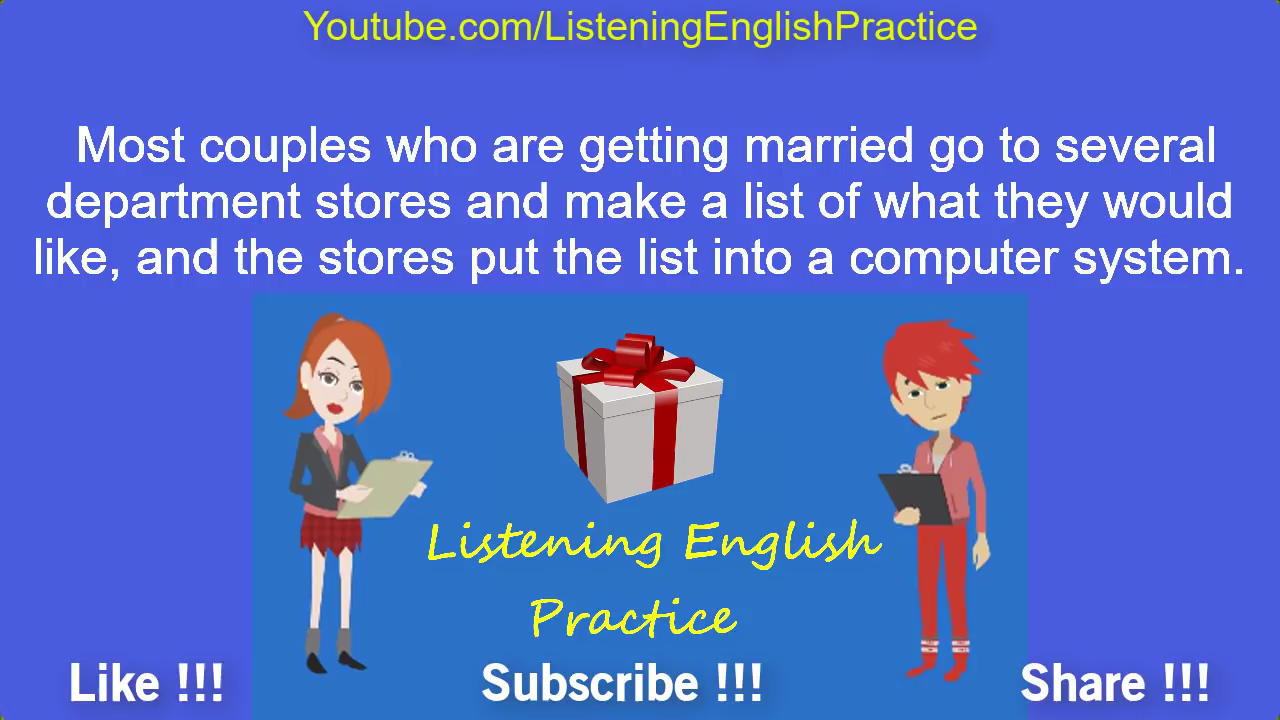 Youtube.com/ListeningEnglishPractice
Most couples who are getting married go to several
department stores and make a list of what they would
like, and the stores put the list into a computer system.
Listening English
Practice
Like !!!
Subscribe !!!
Share !!!